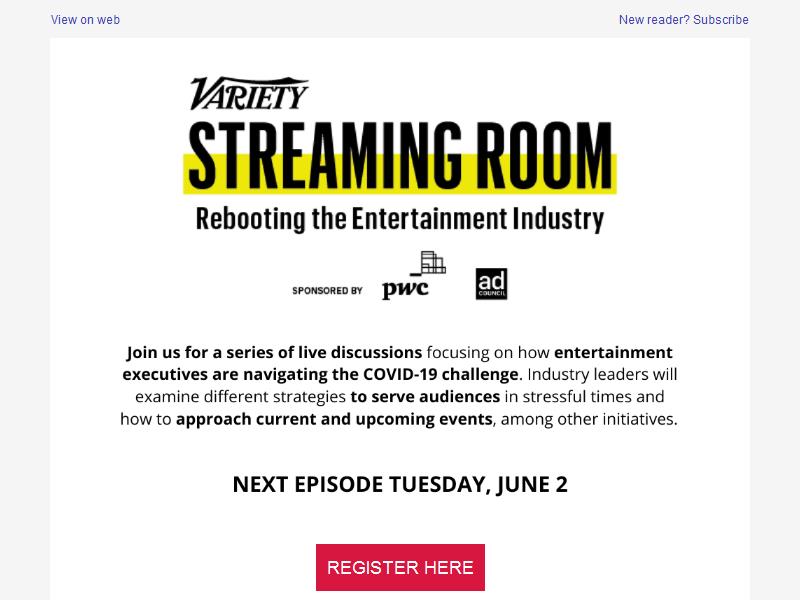 View on web
New reader? Subscribe
VARIETY
STREAMING ROOM
Rebooting the Entertainment Industry
SPONSORED BY
pwc
ad
COUNCIL
Join us for a series of live discussions focusing on how entertainment
executives are navigating the COVID-19 challenge. Industry leaders will
examine different strategies to serve audiences in stressful times and
how to approach current and upcoming events, among other initiatives.
NEXT EPISODE TUESDAY, JUNE 2
REGISTER HERE